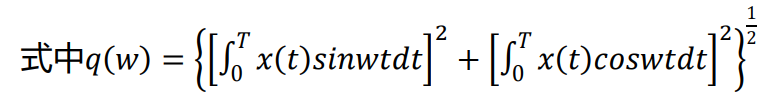 式中q(w) = {[∫₀ᵀ x(t)sinwtdt]² + [∫₀ᵀ x(t)coswtdt]²}^(1/2)